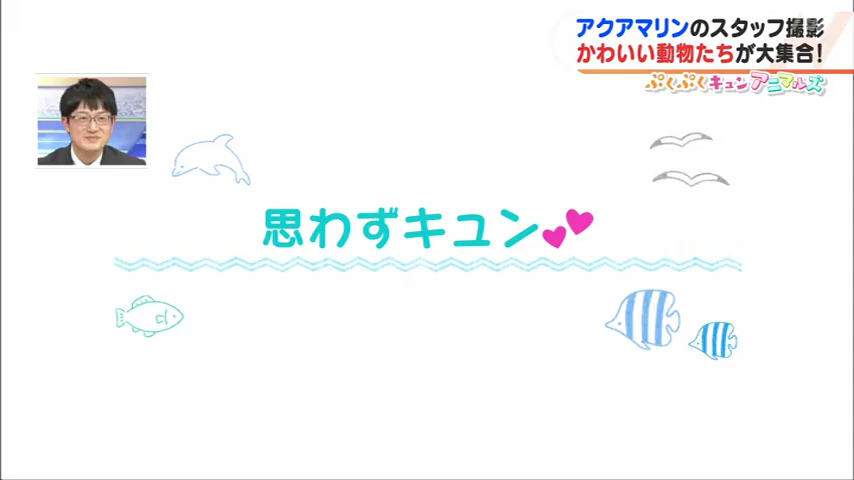 アクアマリンのスタッフ撮影
かわいい動物たちが大集合!
ぷくぷくキュンアニマルズ
思わずキュン